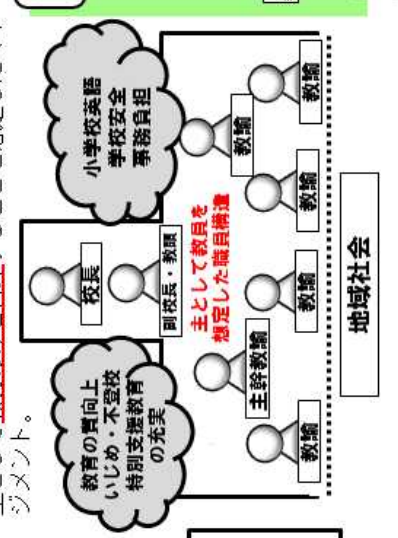 ジメント。
教育の質向上
いじめ・不登校
特別支援教育
の充実
校長
副校長・教頭
小学校英語
学校安全
事務負担
主として教員を
想定した職員構造
主幹教諭
教諭
教諭
教諭
教諭
教諭
地域社会